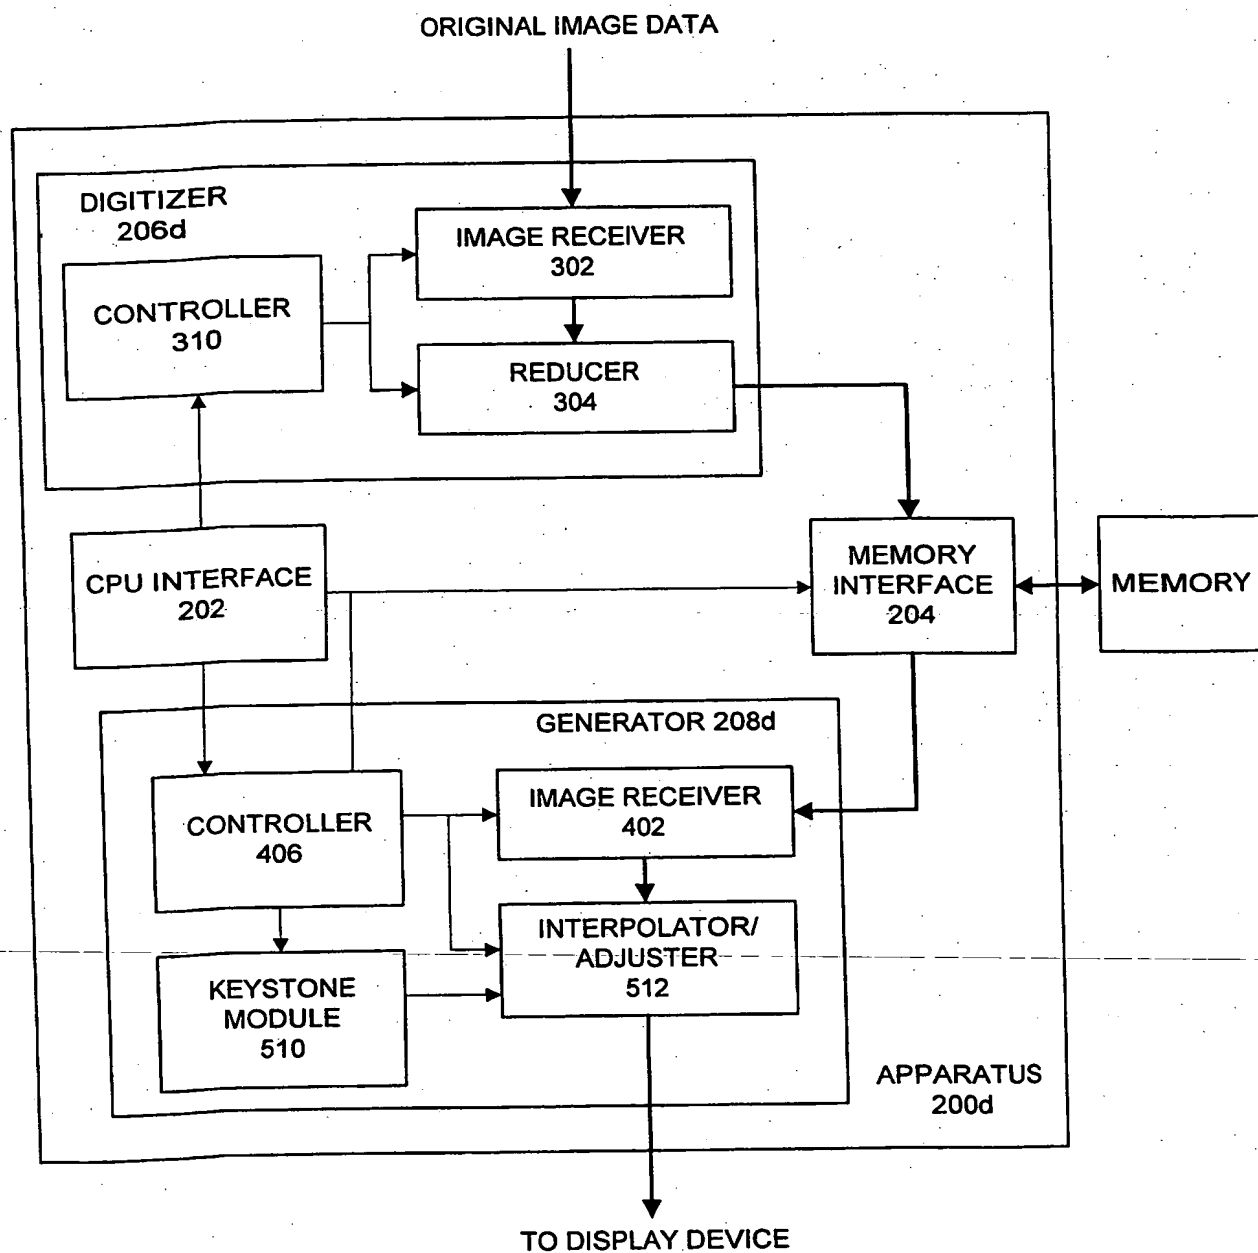 ORIGINAL IMAGE DATA
DIGITIZER
206d
IMAGE RECEIVER
302
CONTROLLER
310
REDUCER
304
CPU INTERFACE
202
MEMORY
INTERFACE
204
MEMORY
GENERATOR 208d
IMAGE RECEIVER
402
CONTROLLER
406
INTERPOLATOR/
ADJUSTER
512
KEYSTONE
MODULE
510
APPARATUS
200d
TO DISPLAY DEVICE